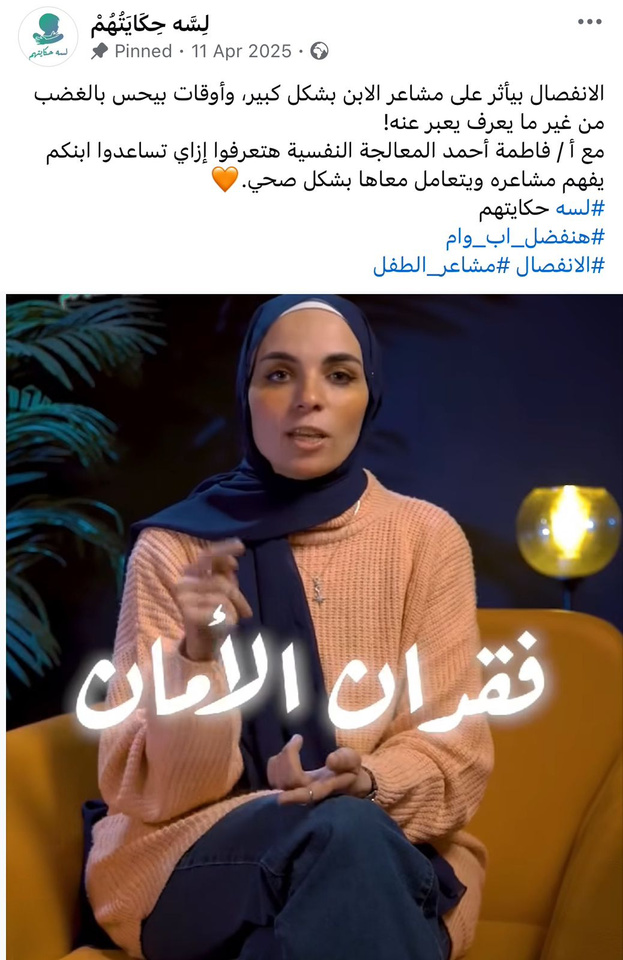 لِسَّه حِكَايَتُهُمْ
Pinned · 11 Apr 2025 ·
الانفصال بيأثر على مشاعر الابن بشكل كبير، وأوقات بيحس بالغضب
من غير ما يعرف يعبر عنه!
مع أ / فاطمة أحمد المعالجة النفسية هتعرفوا إزاي تساعدوا ابنكم
يفهم مشاعره ويتعامل معاها بشكل صحي.🧡
#لسه حكايتهم
#هنفضل_اب_وام
#الانفصال #مشاعر_الطفل
فقدان الأمان